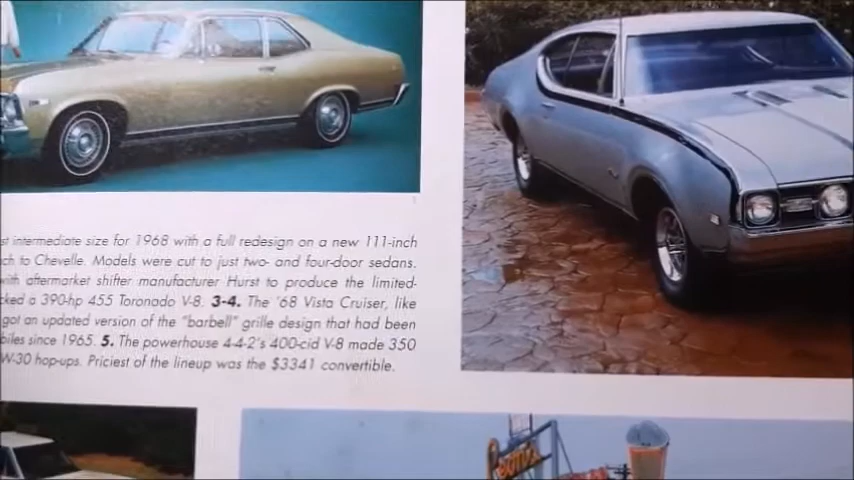 st intermediate size for 1968 with a full redesign on a new 111-inch
ch to Chevelle. Models were cut to just two- and four-door sedans.
with aftermarket shifter manufacturer Hurst to produce the limited-
cked a 390-hp 455 Toronado V-8. 3-4. The '68 Vista Cruiser, like
got an updated version of the "barbell" grille design that had been
biles since 1965. 5. The powerhouse 4-4-2's 400-cid V-8 made 350
W-30 hop-ups. Priciest of the lineup was the $3341 convertible.